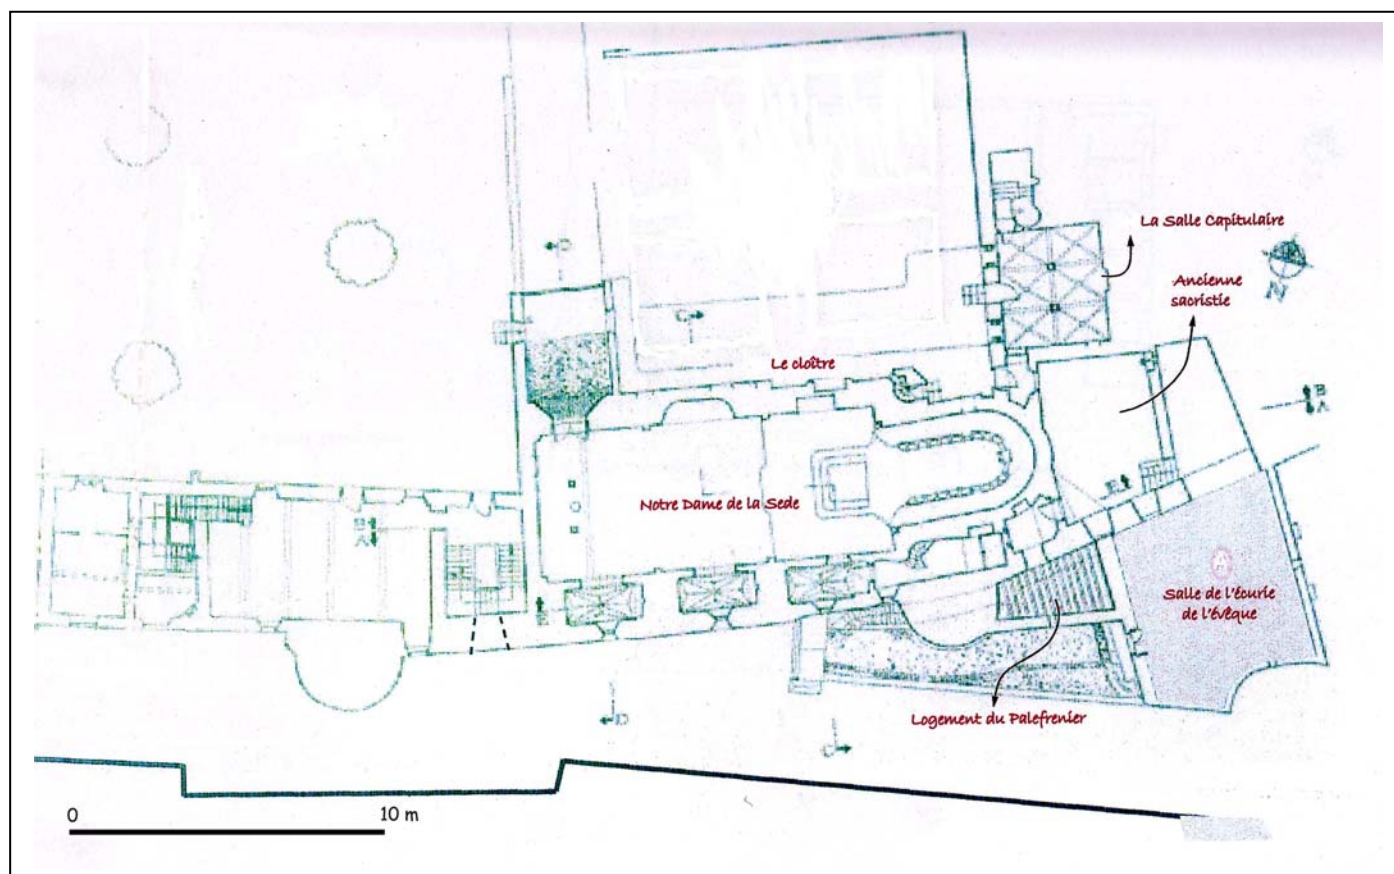 La Salle Capitulaire
Ancienne
sacristie
N
Le cloître
B
A
Notre Dame de la Sede
B
A
A
Salle de l'écurie
de l'évêque
Logement du Palefrenier
0 10 m